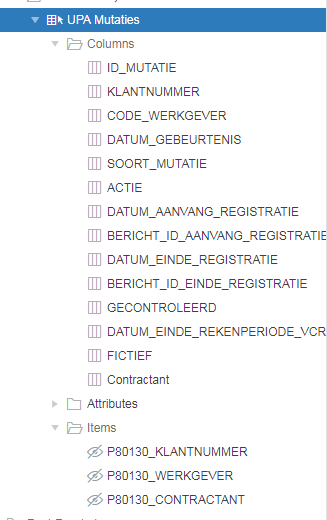 UPA Mutaties
Columns
ID_MUTATIE
KLANTNUMMER
CODE_WERKGEVER
DATUM_GEBEURTENIS
SOORT_MUTATIE
ACTIE
DATUM_AANVANG_REGISTRATIE
BERICHT_ID_AANVANG_REGISTRATIE
DATUM_EINDE_REGISTRATIE
BERICHT_ID_EINDE_REGISTRATIE
GECONTROLEERD
DATUM_EINDE_REKENPERIODE_VCR
FICTIEF
Contractant
Attributes
Items
P80130_KLANTNUMMER
P80130_WERKGEVER
P80130_CONTRACTANT